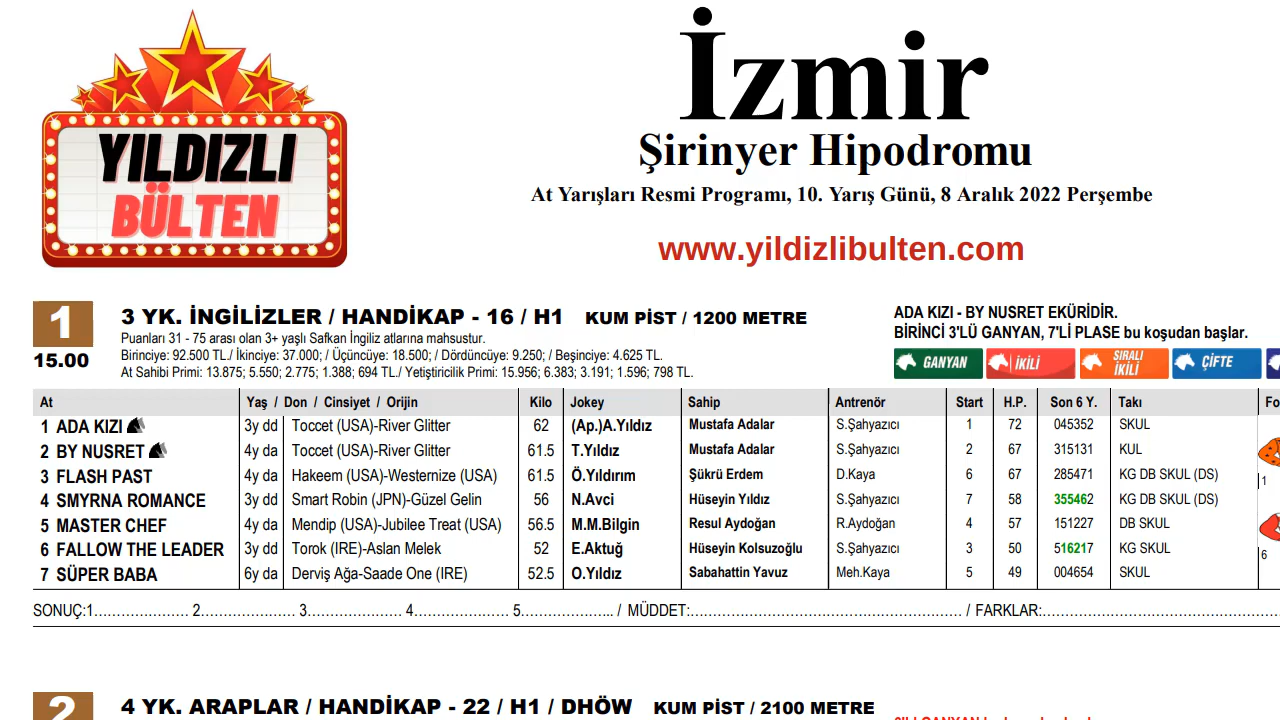 YILDIZLI
BÜLTEN
İzmir
Şirinyer Hipodromu
At Yarışları Resmi Programı, 10. Yarış Günü, 8 Aralık 2022 Perşembe
www.yildizlibulten.com
1
15.00
3 YK. İNGİLİZLER / HANDİKAP - 16 / H1 KUM PİST / 1200 METRE
Puanları 31 - 75 arası olan 3+ yaşlı Safkan İngiliz atlarına mahsustur.
Birinciye: 92.500 TL./ İkinciye: 37.000; / Üçüncüye: 18.500; / Dördüncüye: 9.250; / Beşinciye: 4.625 TL.
At Sahibi Primi: 13.875; 5.550; 2.775; 1.388; 694 TL./ Yetiştiricilik Primi: 15.956; 6.383; 3.191; 1.596; 798 TL.
ADA KIZI - BY NUSRET EKÜRİDİR.
BİRİNCİ 3'LÜ GANYAN, 7'Lİ PLASE bu koşudan başlar.
GANYAN İKİLİ SIRALI İKİLİ ÇİFTE
At Yaş / Don / Cinsiyet / Orijin Kilo Jokey Sahip Antrenör Start H.P. Son 6 Y. Takı Fo
1 ADA KIZI 3y dd Toccet (USA)-River Glitter 62 (Ap.)A.Yıldız Mustafa Adalar S.Şahyazıcı 1 72 045352 SKUL
2 BY NUSRET 4y da Toccet (USA)-River Glitter 61.5 T.Yıldız Mustafa Adalar S.Şahyazıcı 2 67 315131 KUL
3 FLASH PAST 4y da Hakeem (USA)-Westernize (USA) 61.5 Ö.Yıldırım Şükrü Erdem D.Kaya 6 67 285471 KG DB SKUL (DS) 1
4 SMYRNA ROMANCE 3y dd Smart Robin (JPN)-Güzel Gelin 56 N.Avci Hüseyin Yıldız S.Şahyazıcı 7 58 355462 KG DB SKUL (DS)
5 MASTER CHEF 4y da Mendip (USA)-Jubilee Treat (USA) 56.5 M.M.Bilgin Resul Aydoğan R.Aydoğan 4 57 151227 DB SKUL
6 FALLOW THE LEADER 3y dd Torok (IRE)-Aslan Melek 52 E.Aktuğ Hüseyin Kolsuzoğlu S.Şahyazıcı 3 50 516217 KG SKUL 6
7 SÜPER BABA 6y da Derviş Ağa-Saade One (IRE) 52.5 O.Yıldız Sabahattin Yavuz Meh.Kaya 5 49 004654 SKUL
SONUÇ:1………………… 2………………… 3………………… 4………………… 5……………….. / MÜDDET:……………………………………………… / FARKLAR:…………………………………………
2
4 YK. ARAPLAR / HANDİKAP - 22 / H1 / DHÖW KUM PİST / 2100 METRE